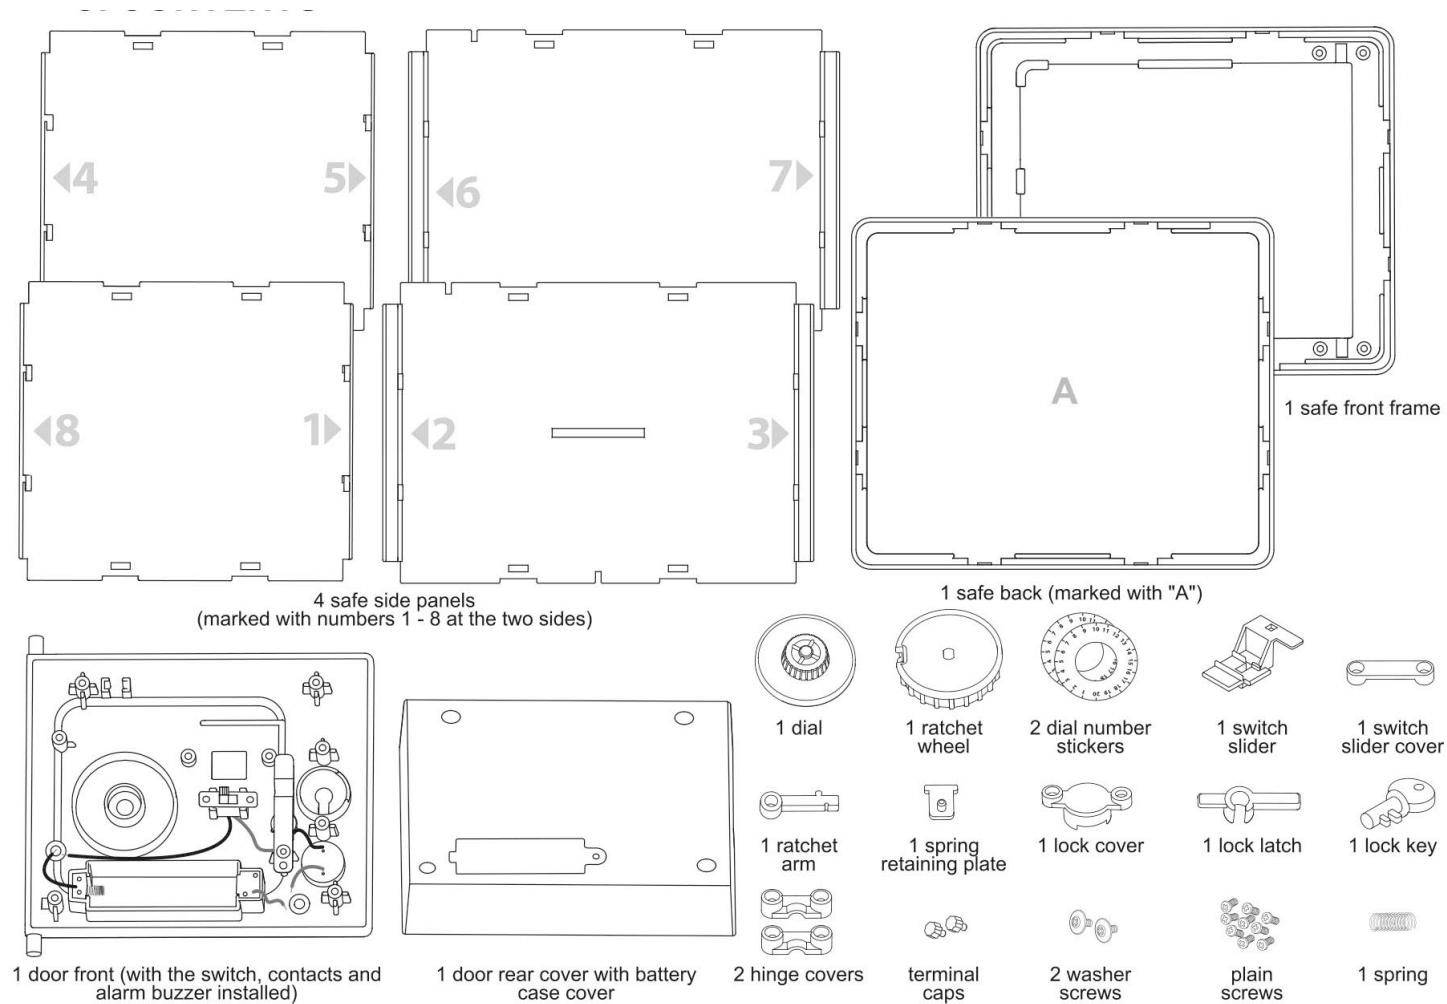 4
5
6
7
8
1
2
3
A
1 safe front frame
4 safe side panels
(marked with numbers 1 - 8 at the two sides)
1 safe back (marked with "A")
1 dial
1 ratchet
wheel
2 dial number
stickers
1 switch
slider
1 switch
slider cover
1 ratchet
arm
1 spring
retaining plate
1 lock cover
1 lock latch
1 lock key
1 door front (with the switch, contacts and
alarm buzzer installed)
1 door rear cover with battery
case cover
2 hinge covers
terminal
caps
2 washer
screws
plain
screws
1 spring